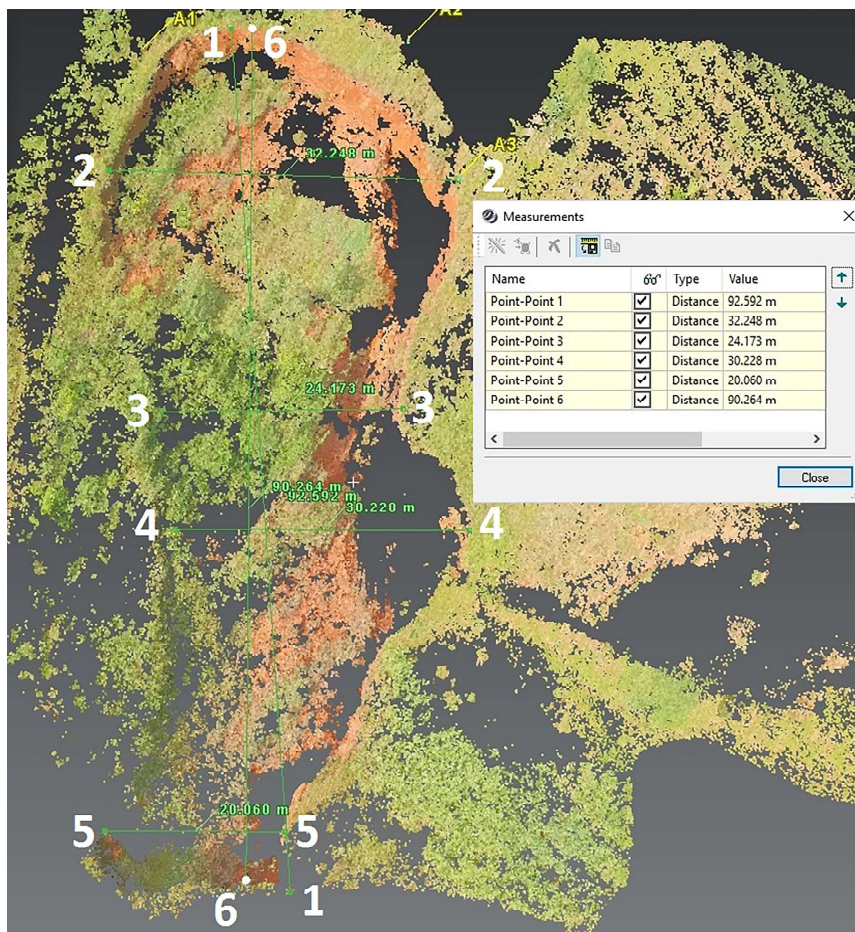 A1
A2
1 6
A3
2
32.248 m
2
Measurements
Name Type Value
Point-Point 1 Distance 92.592 m
Point-Point 2 Distance 32.248 m
Point-Point 3 Distance 24.173 m
Point-Point 4 Distance 30.228 m
Point-Point 5 Distance 20.060 m
Point-Point 6 Distance 90.264 m
Close
24.173 m
3
3
90.264 m
92.592 m
30.220 m
4
4
20.060 m
5
5
6
1